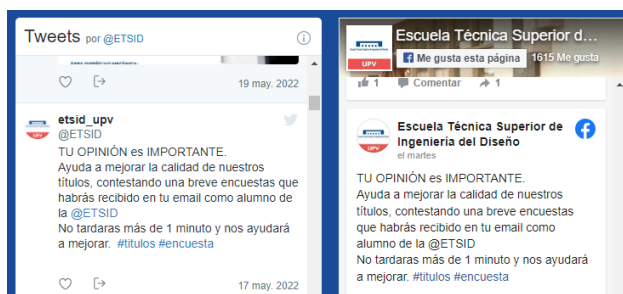 Tweets por @ETSID
19 may. 2022
etsid_upv
@ETSID
TU OPINIÓN es IMPORTANTE.
Ayuda a mejorar la calidad de nuestros
títulos, contestando una breve encuestas que
habrás recibido en tu email como alumno de
la @ETSID
No tardaras más de 1 minuto y nos ayudará
a mejorar. #titulos #encuesta
17 may. 2022
Escuela Técnica Superior d...
UPV
Me gusta esta página 1615 Me gusta
1 Comentar 1
Escuela Técnica Superior de
Ingeniería del Diseño
el martes
TU OPINIÓN es IMPORTANTE.
Ayuda a mejorar la calidad de nuestros
títulos, contestando una breve encuestas
que habrás recibido en tu email como
alumno de la @ETSID
No tardaras más de 1 minuto y nos ayudará
a mejorar. #titulos #encuesta